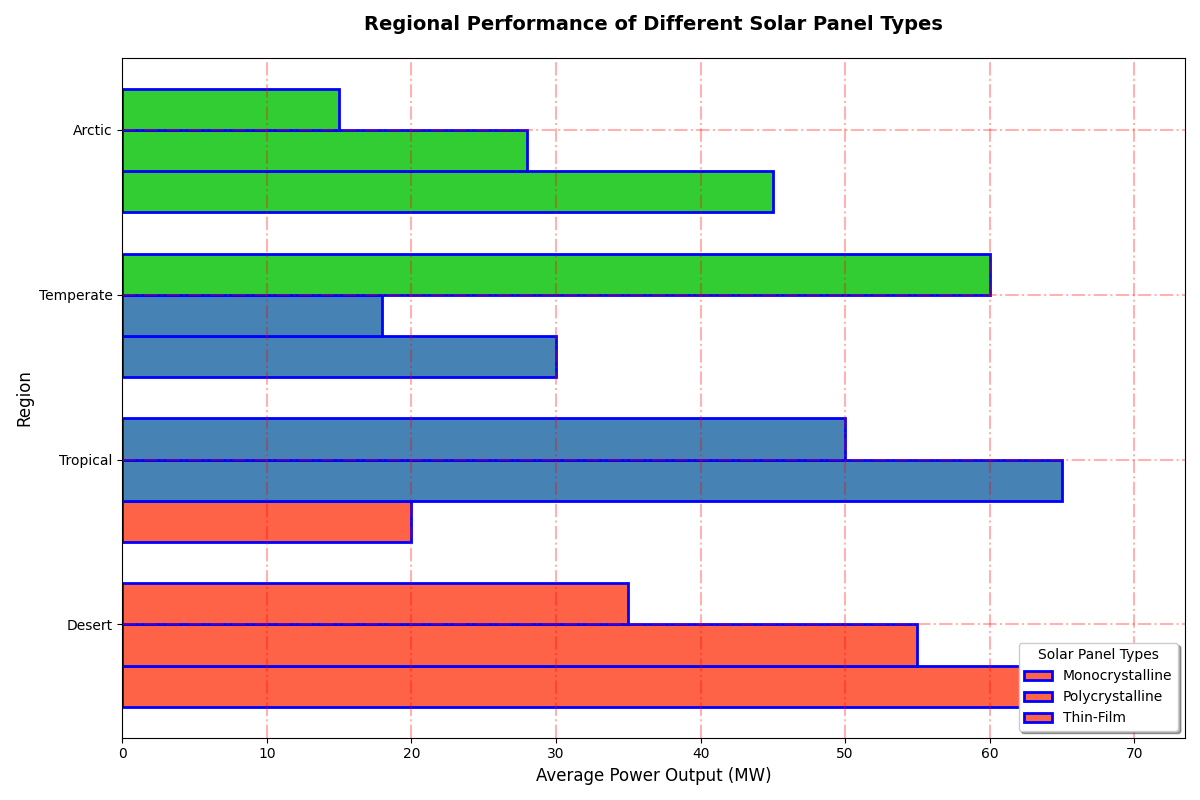 Regional Performance of Different Solar Panel Types
Arctic
Temperate
Tropical
Desert
Region
Solar Panel Types
Monocrystalline
Polycrystalline
Thin-Film
0 10 20 30 40 50 60 70
Average Power Output (MW)